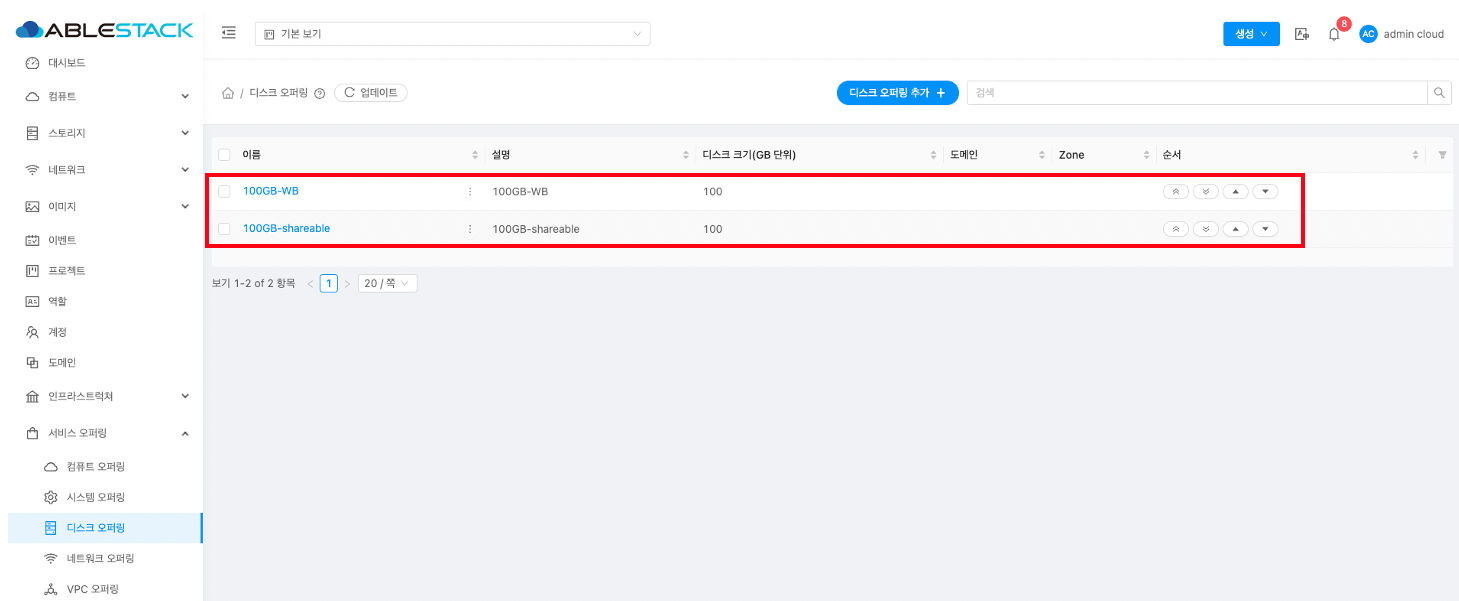 ABLESTACK
기본 보기
생성
8
AC admin cloud
대시보드
컴퓨트
스토리지
네트워크
이미지
이벤트
프로젝트
역할
계정
도메인
인프라스트럭쳐
서비스 오퍼링
컴퓨트 오퍼링
시스템 오퍼링
디스크 오퍼링
네트워크 오퍼링
VPC 오퍼링
/ 디스크 오퍼링 업데이트
디스크 오퍼링 추가 +
검색
이름 설명 디스크 크기(GB 단위) 도메인 Zone 순서
100GB-WB 100GB-WB 100
100GB-shareable 100GB-shareable 100
보기 1-2 of 2 항목 < 1 > 20 / 쪽